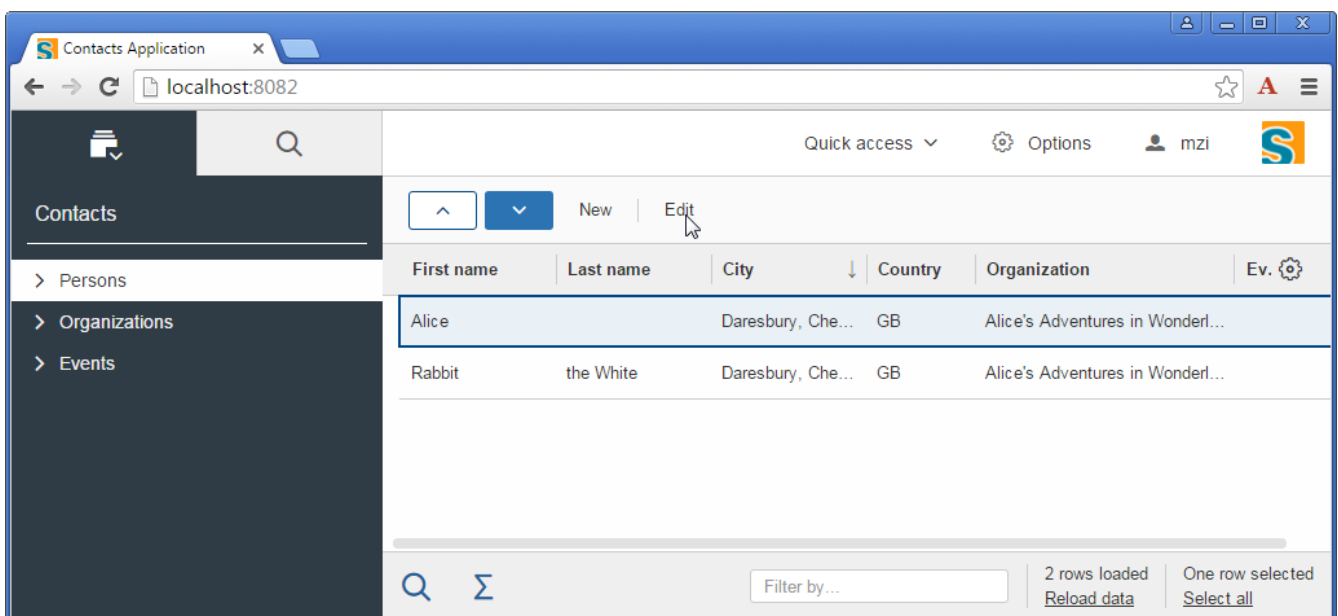 Contacts Application
localhost:8082
Quick access Options mzi
Contacts
New Edit
First name Last name City Country Organization Ev.
Persons
Organizations
Events
Alice Daresbury, Che... GB Alice's Adventures in Wonderl...
Rabbit the White Daresbury, Che... GB Alice's Adventures in Wonderl...
Filter by...
2 rows loaded
Reload data
One row selected
Select all